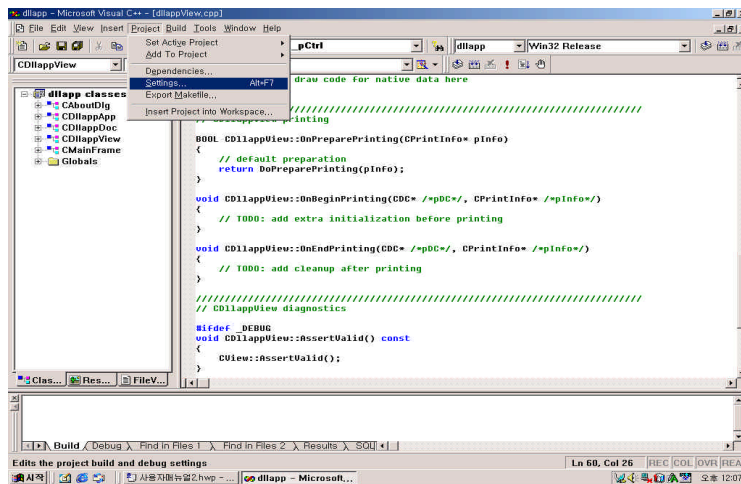 dllapp - Microsoft Visual C++ - [dllappView.cpp]
File Edit View Insert Project Build Tools Window Help
Set Active Project
Add To Project
Dependencies...
Settings... Alt+F7
Export Makefile...
Insert Project into Workspace...
_pCtrl
dllapp
Win32 Release
CDllappView
dllapp classes
CAboutDlg
CDllappApp
CDllappDoc
CDllappView
CMainFrame
Globals
Clas... Res... FileV...
draw code for native data here
printing
BOOL CDllappView::OnPreparePrinting(CPrintInfo* pInfo)
{
// default preparation
return DoPreparePrinting(pInfo);
}
void CDllappView::OnBeginPrinting(CDC* /*pDC*/, CPrintInfo* /*pInfo*/)
{
// TODO: add extra initialization before printing
}
void CDllappView::OnEndPrinting(CDC* /*pDC*/, CPrintInfo* /*pInfo*/)
{
// TODO: add cleanup after printing
}
/////////////////////////////////////////////////////////////////////////////
// CDllappView diagnostics
#ifdef _DEBUG
void CDllappView::AssertValid() const
{
CView::AssertValid();
}
Build Debug Find in Files 1 Find in Files 2 Results SQL
Edits the project build and debug settings
Ln 60, Col 26 REC COL OVR REA
시작
사용자매뉴얼2.hwp - ...
dllapp - Microsoft...
오후 12:07